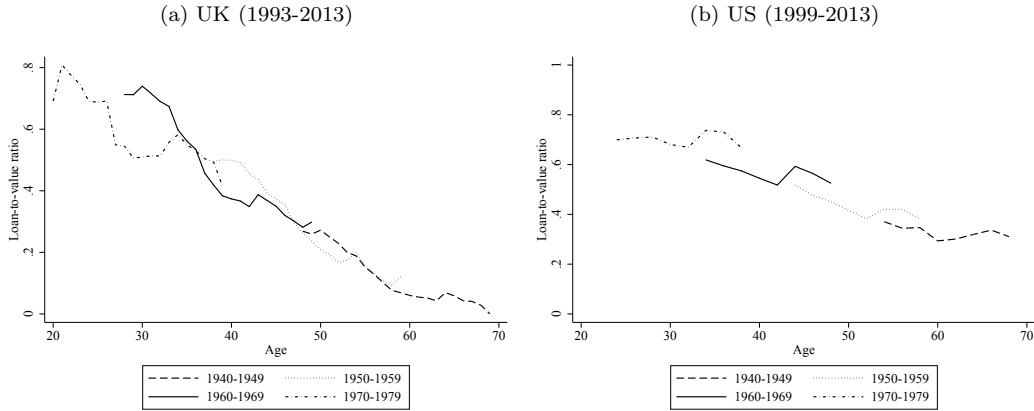 (a) UK (1993-2013)
Loan-to-value ratio
.8
.6
.4
.2
0
20 30 40 50 60 70
Age
1940-1949 1950-1959
1960-1969 1970-1979
(b) US (1999-2013)
Loan-to-value ratio
1
.8
.6
.4
.2
0
20 30 40 50 60 70
Age
1940-1949 1950-1959
1960-1969 1970-1979